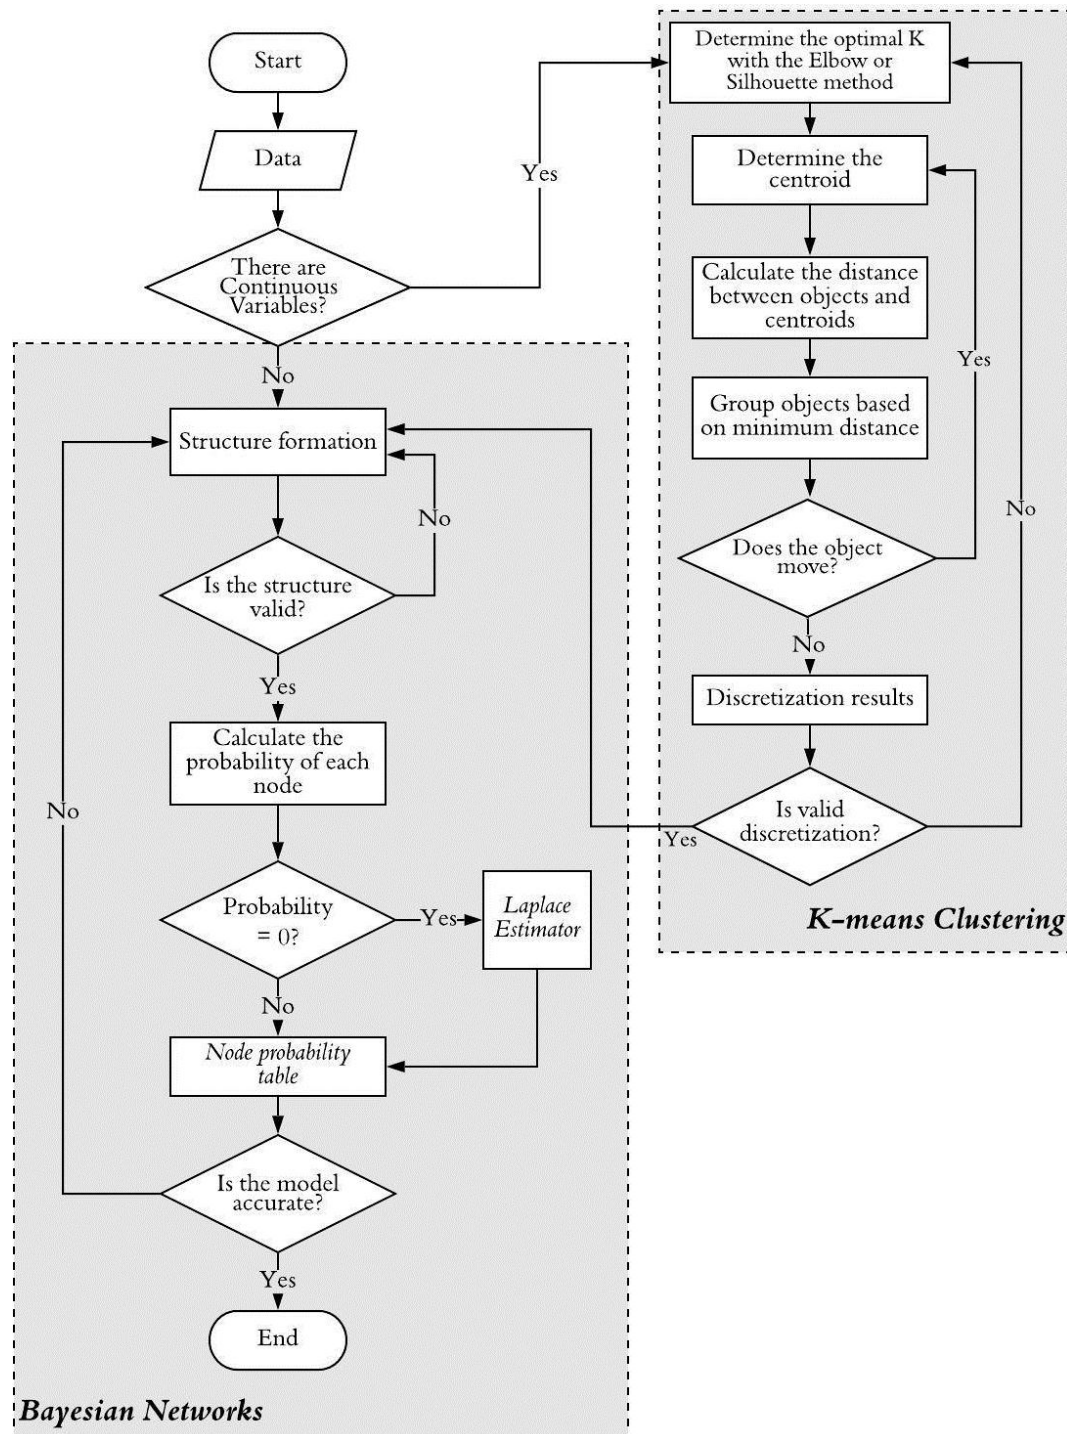 Start
Data
There are
Continuous
Variables?
Yes
No
Structure formation
No
Is the structure
valid?
Yes
Calculate the
probability of each
node
No
Probability
= 0?
Yes
Laplace
Estimator
No
Node probability
table
Is the model
accurate?
Yes
End
Bayesian Networks
Determine the optimal K
with the Elbow or
Silhouette method
Determine the
centroid
Calculate the distance
between objects and
centroids
Yes
Group objects based
on minimum distance
No
Does the object
move?
No
Discretization results
Is valid
discretization?
Yes
K-means Clustering